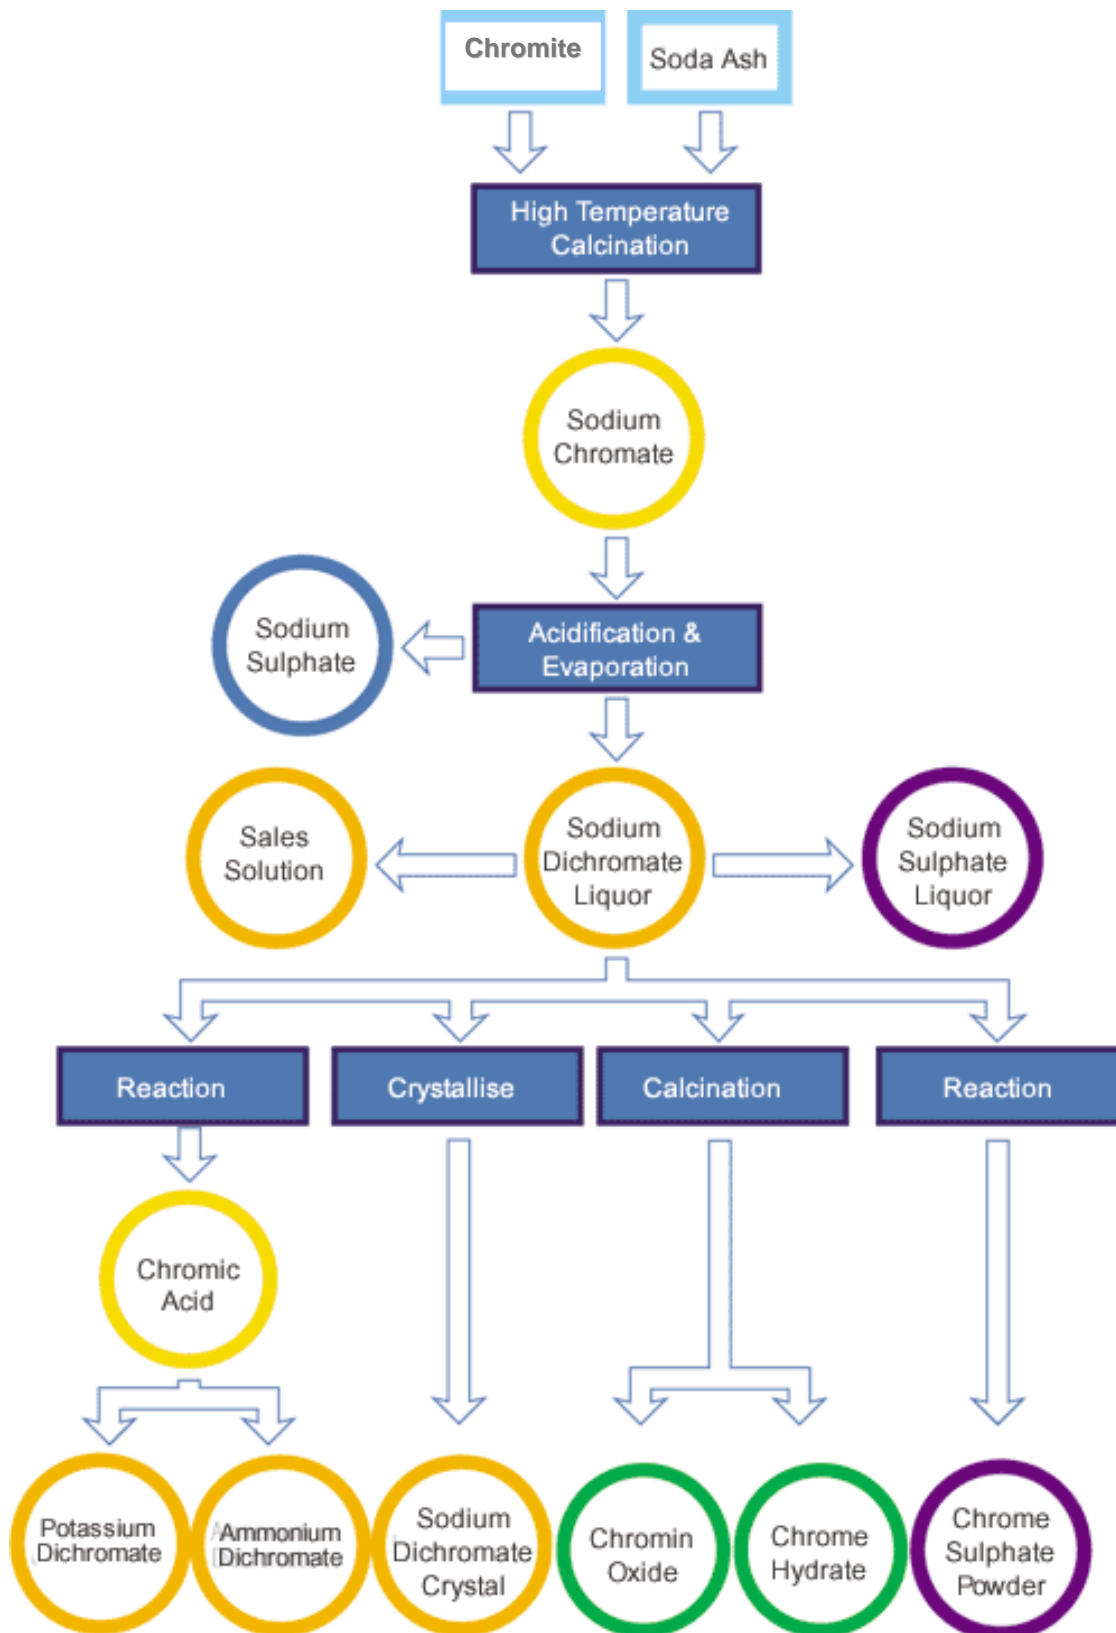 Chromite
Soda Ash
High Temperature
Calcination
Sodium
Chromate
Sodium
Sulphate
Acidification &
Evaporation
Sales
Solution
Sodium
Dichromate
Liquor
Sodium
Sulphate
Liquor
Reaction
Crystallise
Calcination
Reaction
Chromic
Acid
Potassium
Dichromate
Ammonium
Dichromate
Sodium
Dichromate
Crystal
Chromin
Oxide
Chrome
Hydrate
Chrome
Sulphate
Powder